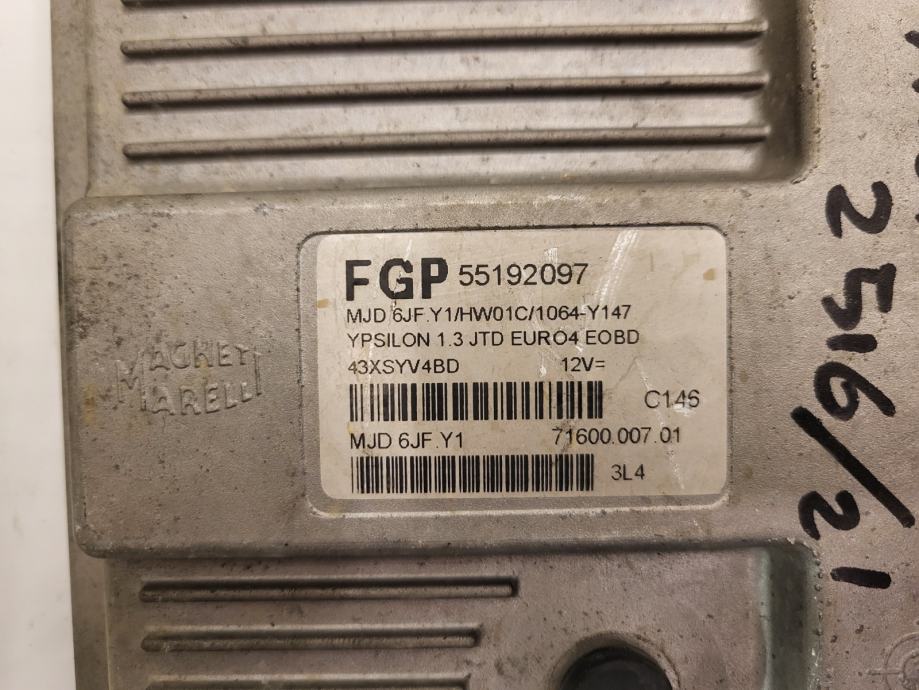 MAGNETI
MARELLI
FGP 55192097
MJD 6JF.Y1/HW01C/1064-Y147
YPSILON 1.3 JTD EURO4 EOBD
43XSYV4BD 12V=
C146
MJD 6JF.Y1 71600.007.01
3L4
2516/21